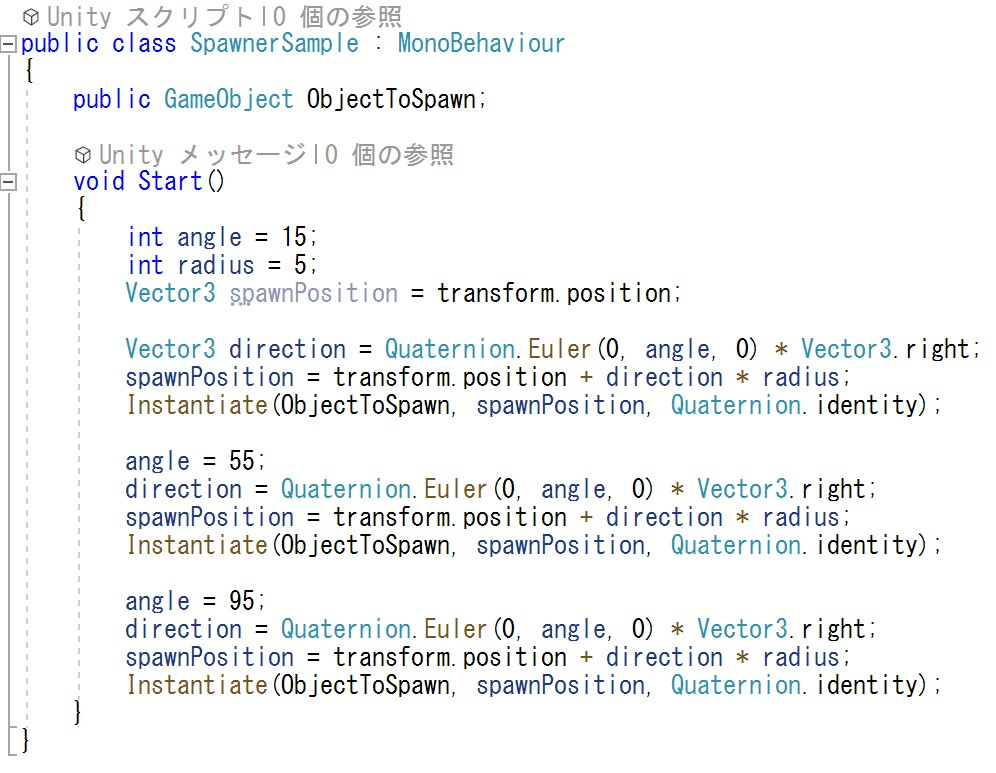 Unity スクリプト|0 個の参照
public class SpawnerSample : MonoBehaviour
{
public GameObject ObjectToSpawn;
Unity メッセージ|0 個の参照
void Start()
{
int angle = 15;
int radius = 5;
Vector3 spawnPosition = transform.position;
Vector3 direction = Quaternion.Euler(0, angle, 0) * Vector3.right;
spawnPosition = transform.position + direction * radius;
Instantiate(ObjectToSpawn, spawnPosition, Quaternion.identity);
angle = 55;
direction = Quaternion.Euler(0, angle, 0) * Vector3.right;
spawnPosition = transform.position + direction * radius;
Instantiate(ObjectToSpawn, spawnPosition, Quaternion.identity);
angle = 95;
direction = Quaternion.Euler(0, angle, 0) * Vector3.right;
spawnPosition = transform.position + direction * radius;
Instantiate(ObjectToSpawn, spawnPosition, Quaternion.identity);
}
}